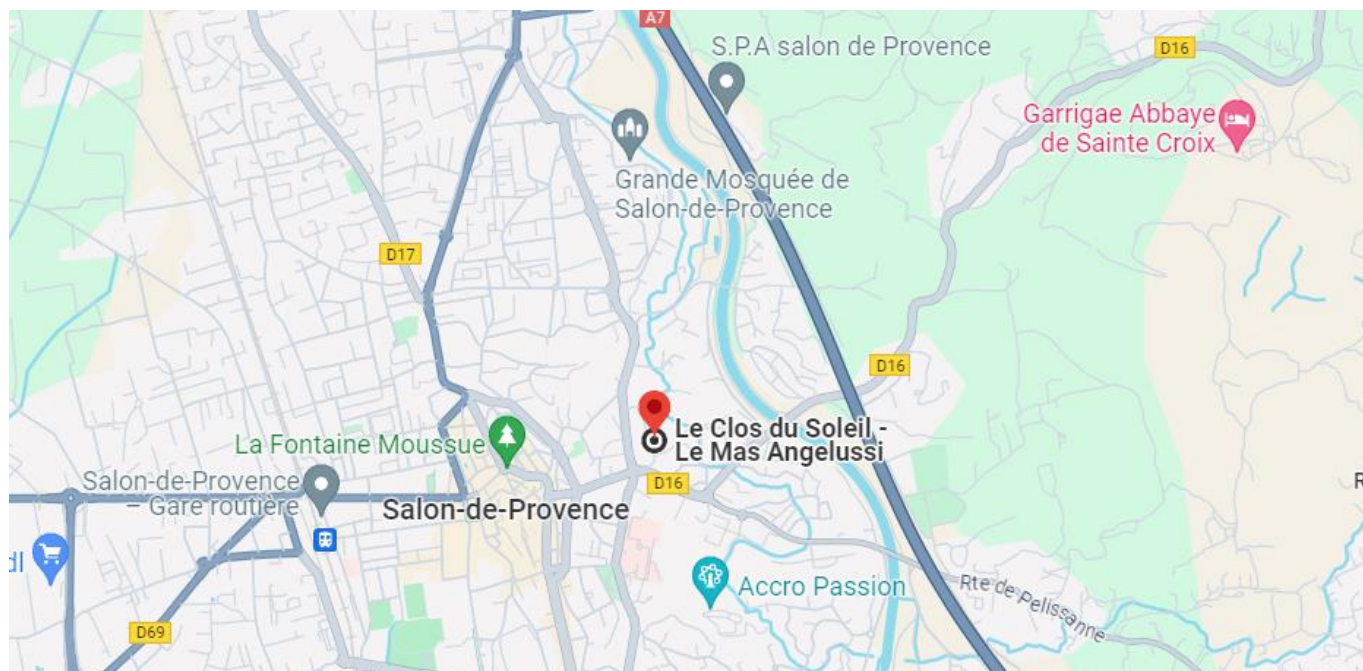 A7
S.P.A salon de Provence
D16
Garrigae Abbaye
de Sainte Croix
Grande Mosquée de
Salon-de-Provence
D17
D16
Le Clos du Soleil -
Le Mas Angelussi
La Fontaine Moussue
Salon-de-Provence
– Gare routière
D16
Salon-de-Provence
R
dl
Accro Passion
Rte de Pelissanne
D69